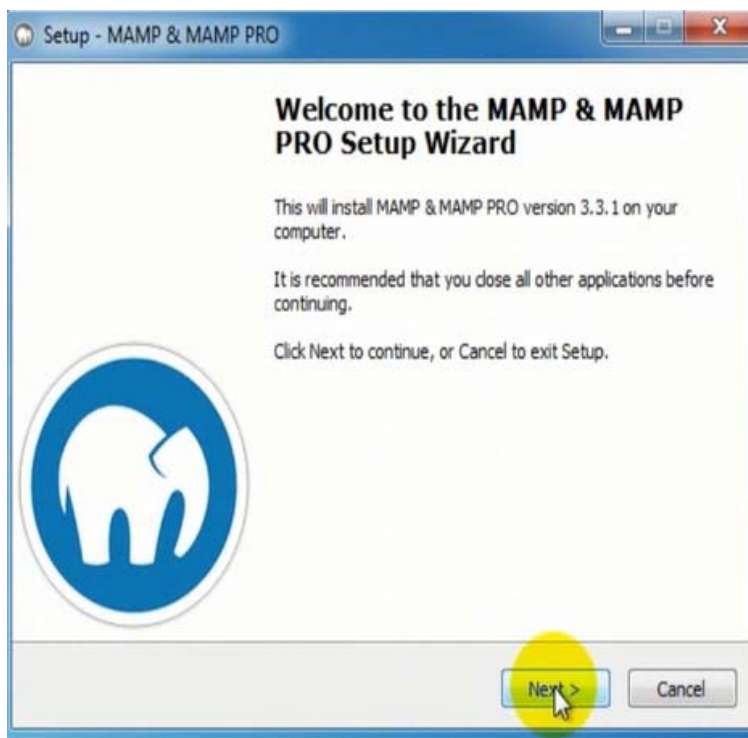 Setup - MAMP & MAMP PRO
Welcome to the MAMP & MAMP
PRO Setup Wizard
This will install MAMP & MAMP PRO version 3.3.1 on your
computer.
It is recommended that you close all other applications before
continuing.
Click Next to continue, or Cancel to exit Setup.
Next >
Cancel